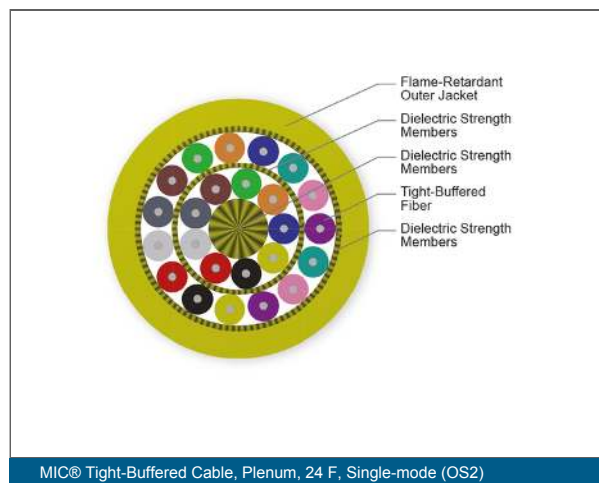 Flame-Retardant
Outer Jacket
Dielectric Strength
Members
Dielectric Strength
Members
Tight-Buffered
Fiber
Dielectric Strength
Members
MIC® Tight-Buffered Cable, Plenum, 24 F, Single-mode (OS2)